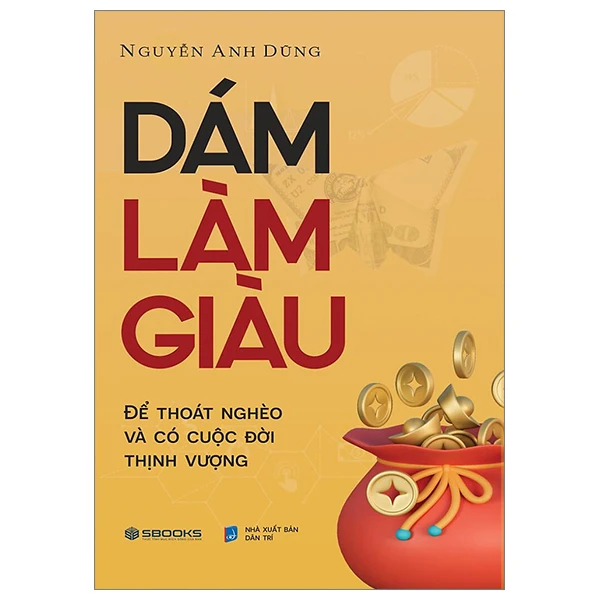 NGUYỄN ANH DŨNG
DÁM
LÀM
GIÀU
ĐỂ THOÁT NGHÈO
VÀ CÓ CUỘC ĐỜI
THỊNH VƯỢNG
SBOOKS
NHÀ XUẤT BẢN
DÂN TRÍ